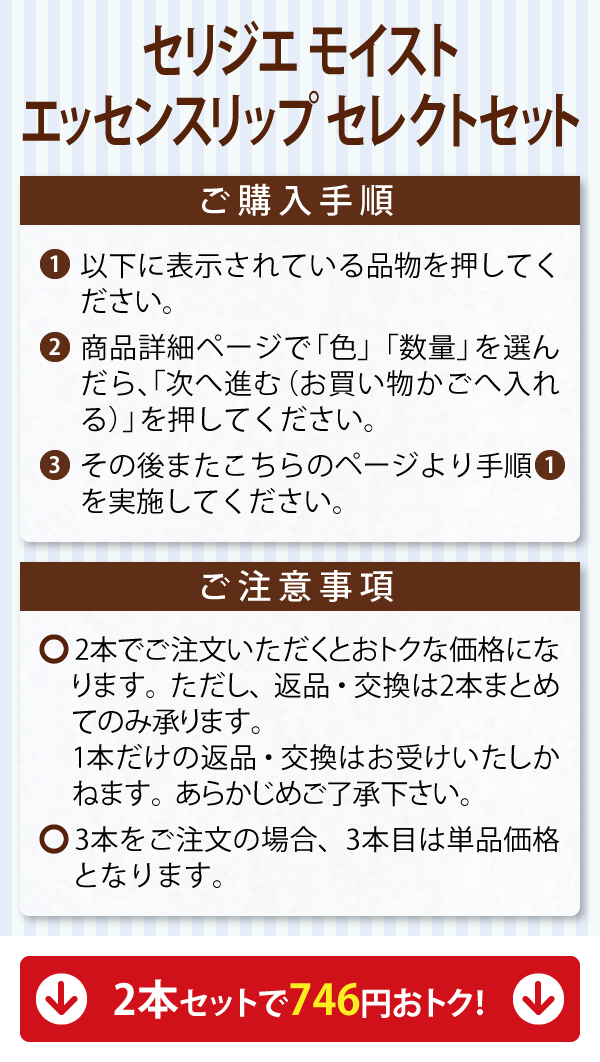 セリジエ モイスト
エッセンスリップ セレクトセット
ご購入手順
❶ 以下に表示されている品物を押してく
ださい。
❷ 商品詳細ページで「色」「数量」を選ん
だら、「次へ進む(お買い物かごへ入れ
る)」を押してください。
❸ その後またこちらのページより手順❶
を実施してください。
ご注意事項
○ 2本でご注文いただくとおトクな価格にな
ります。ただし、返品・交換は2本まとめ
てのみ承ります。
1本だけの返品・交換はお受けいたしか
ねます。あらかじめご了承下さい。
○ 3本をご注文の場合、3本目は単品価格
となります。
2本セットで746円おトク!